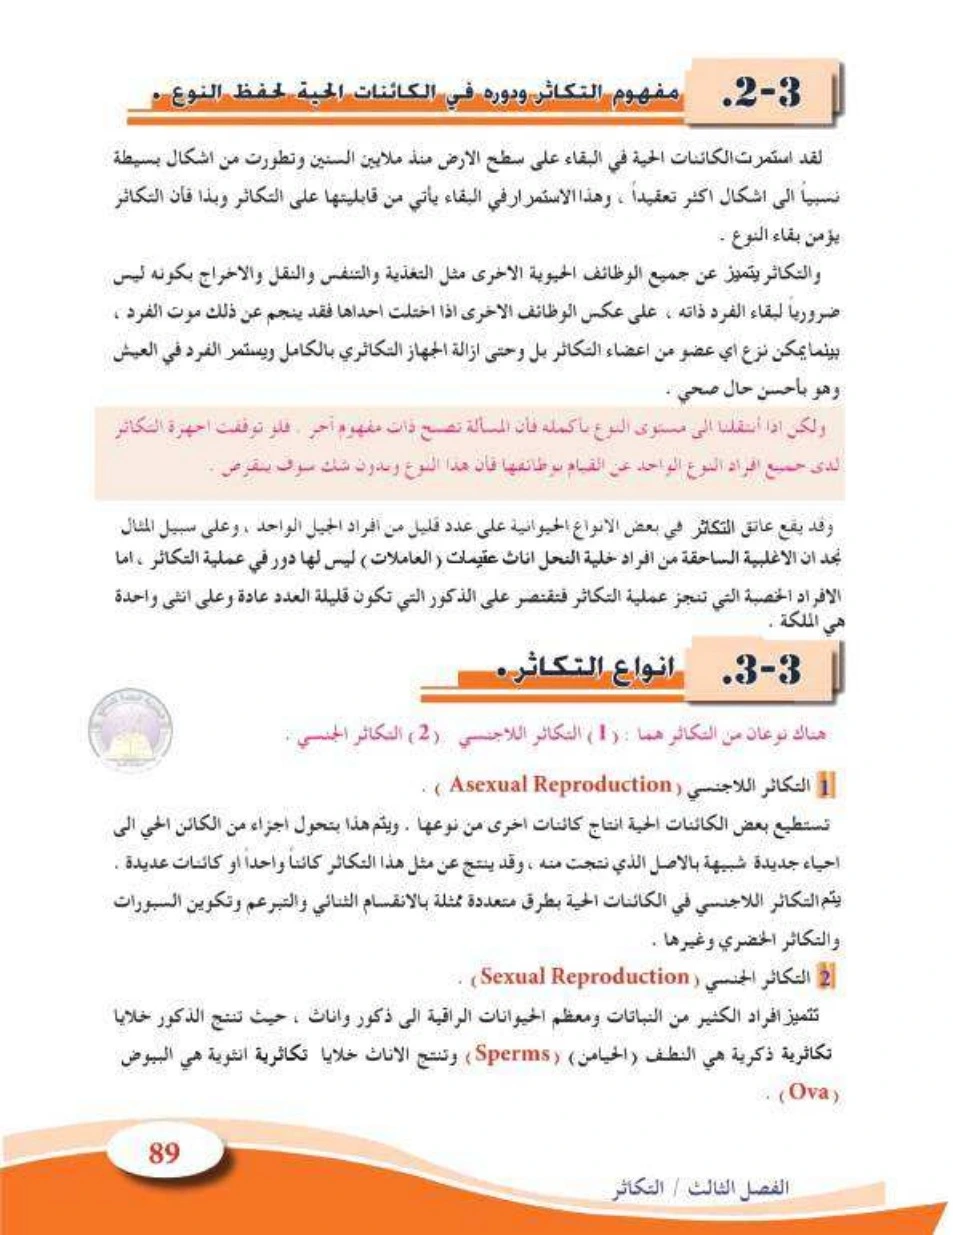 2-3. مفهوم التكاثر ودوره في الكائنات الحية لحفظ النوع .
لقد استمرت الكائنات الحية في البقاء على سطح الارض منذ ملايين السنين وتطورت من اشكال بسيطة
نسبياً الى اشكال اكثر تعقيداً ، وهذا الاستمرار في البقاء يأتي من قابليتها على التكاثر وبذا فأن التكاثر
يؤمن بقاء النوع .
والتكاثر يتميز عن جميع الوظائف الحيوية الاخرى مثل التغذية والتنفس والنقل والاخراج بكونه ليس
ضرورياً لبقاء الفرد ذاته ، على عكس الوظائف الاخرى اذا اختلت احداها فقد ينجم عن ذلك موت الفرد ،
بينما يمكن نزع اي عضو من اعضاء التكاثر بل وحتى ازالة الجهاز التكاثري بالكامل ويستمر الفرد في العيش
وهو بأحسن حال صحي .
ولكن اذا أنتقلنا الى مستوى النوع بأكمله فأن المسألة تصبح ذات مفهوم آخر . فلو توقفت اجهزة التكاثر
لدى جميع افراد النوع الواحد عن القيام بوظائفها فأن هذا النوع وبدون شك سوف ينقرض .
وقد يقع عاتق التكاثر في بعض الانواع الحيوانية على عدد قليل من افراد الجيل الواحد ، وعلى سبيل المثال
نجد ان الاغلبية الساحقة من افراد خلية النحل اناث عقيمات ( العاملات ) ليس لها دور في عملية التكاثر ، اما
الافراد الخصبة التي تنجز عملية التكاثر فتقتصر على الذكور التي تكون قليلة العدد عادة وعلى انثى واحدة
هي الملكة .
3-3. انواع التكاثر .
هناك نوعان من التكاثر هما : ( 1 ) التكاثر اللاجنسي ( 2 ) التكاثر الجنسي .
1 التكاثر اللاجنسي ( Asexual Reproduction ) .
تستطيع بعض الكائنات الحية انتاج كائنات اخرى من نوعها . ويتم هذا بتحول اجزاء من الكائن الحي الى
احياء جديدة شبيهة بالاصل الذي نتجت منه ، وقد ينتج عن مثل هذا التكاثر كائناً واحداً او كائنات عديدة .
يتم التكاثر اللاجنسي في الكائنات الحية بطرق متعددة ممثلة بالانقسام الثنائي والتبرعم وتكوين السبورات
والتكاثر الخضري وغيرها .
2 التكاثر الجنسي ( Sexual Reproduction ) .
تتميز افراد الكثير من النباتات ومعظم الحيوانات الراقية الى ذكور واناث ، حيث تنتج الذكور خلايا
تكاثرية ذكرية هي النطف (الحيامن) ( Sperms ) وتنتج الاناث خلايا تكاثرية انثوية هي البيوض
( Ova ) .
الفصل الثالث / التكاثر
89